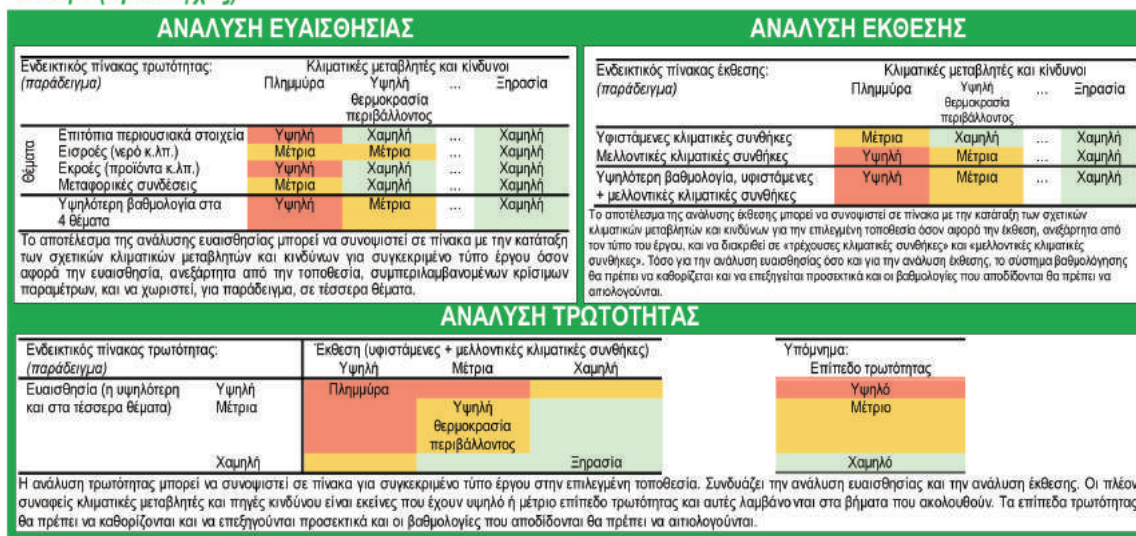 ΑΝΑΛΥΣΗ ΕΥΑΙΣΘΗΣΙΑΣ
Ενδεικτικός πίνακας τρωτότητας: Κλιματικές μεταβλητές και κίνδυνοι
(παράδειγμα) Πλημμύρα Υψηλή ... Ξηρασία
θερμοκρασία
περιβάλλοντος
Θέματα
Επιτόπια περιουσιακά στοιχεία Υψηλή Χαμηλή ... Χαμηλή
Εισροές (νερό κ.λπ.) Μέτρια Μέτρια ... Χαμηλή
Εκροές (προϊόντα κ.λπ.) Υψηλή Χαμηλή ... Χαμηλή
Μεταφορικές συνδέσεις Μέτρια Χαμηλή ... Χαμηλή
Υψηλότερη βαθμολογία στα Υψηλή Μέτρια ... Χαμηλή
4 θέματα
Το αποτέλεσμα της ανάλυσης ευαισθησίας μπορεί να συνοψιστεί σε πίνακα με την κατάταξη
των σχετικών κλιματικών μεταβλητών και κινδύνων για συγκεκριμένο τύπο έργου όσον
αφορά την ευαισθησία, ανεξάρτητα από την τοποθεσία, συμπεριλαμβανομένων κρίσιμων
παραμέτρων, και να χωριστεί, για παράδειγμα, σε τέσσερα θέματα.
ΑΝΑΛΥΣΗ ΕΚΘΕΣΗΣ
Ενδεικτικός πίνακας έκθεσης: Κλιματικές μεταβλητές και κίνδυνοι
(παράδειγμα) Πλημμύρα Υψηλή ... Ξηρασία
θερμοκρασία
περιβάλλοντος
Υφιστάμενες κλιματικές συνθήκες Μέτρια Χαμηλή ... Χαμηλή
Μελλοντικές κλιματικές συνθήκες Υψηλή Μέτρια ... Χαμηλή
Υψηλότερη βαθμολογία, υφιστάμενες Υψηλή Μέτρια ... Χαμηλή
+ μελλοντικές κλιματικές συνθήκες
Το αποτέλεσμα της ανάλυσης έκθεσης μπορεί να συνοψιστεί σε πίνακα με την κατάταξη των σχετικών
κλιματικών μεταβλητών και κινδύνων για την επιλεγμένη τοποθεσία όσον αφορά την έκθεση, ανεξάρτητα από
τον τύπο του έργου, και να διακριθεί σε «τρέχουσες κλιματικές συνθήκες» και «μελλοντικές κλιματικές
συνθήκες». Τόσο για την ανάλυση ευαισθησίας όσο και για την ανάλυση έκθεσης, το σύστημα βαθμολόγησης
θα πρέπει να καθορίζεται και να επεξηγείται προσεκτικά και οι βαθμολογίες που αποδίδονται θα πρέπει να
αιτιολογούνται.
ΑΝΑΛΥΣΗ ΤΡΩΤΟΤΗΤΑΣ
Ενδεικτικός πίνακας τρωτότητας: Έκθεση (υφιστάμενες + μελλοντικές κλιματικές συνθήκες) Υπόμνημα:
(παράδειγμα) Υψηλή Μέτρια Χαμηλή Επίπεδο τρωτότητας
Ευαισθησία (η υψηλότερη Υψηλή Πλημμύρα Υψηλό
και στα τέσσερα θέματα) Μέτρια Υψηλή Μέτριο
θερμοκρασία
περιβάλλοντος
Χαμηλή Ξηρασία Χαμηλό
Η ανάλυση τρωτότητας μπορεί να συνοψιστεί σε πίνακα για συγκεκριμένο τύπο έργου στην επιλεγμένη τοποθεσία. Συνδυάζει την ανάλυση ευαισθησίας και την ανάλυση έκθεσης. Οι πλέον
συναφείς κλιματικές μεταβλητές και πηγές κινδύνου είναι εκείνες που έχουν υψηλό ή μέτριο επίπεδο τρωτότητας και αυτές λαμβάνονται στα βήματα που ακολουθούν. Τα επίπεδα τρωτότητας
θα πρέπει να καθορίζονται και να επεξηγούνται προσεκτικά και οι βαθμολογίες που αποδίδονται θα πρέπει να αιτιολογούνται.